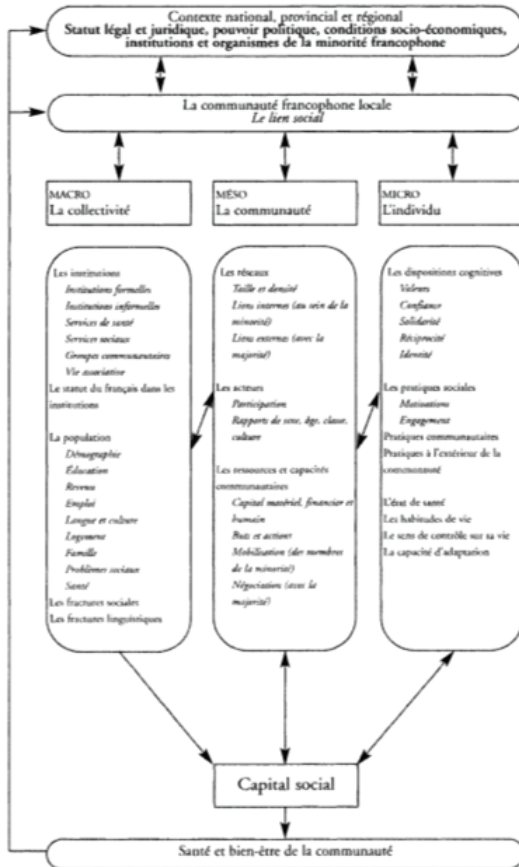 Contexte national, provincial et régional
Statut légal et juridique, pouvoir politique, conditions socio-économiques,
institutions et organismes de la minorité francophone
La communauté francophone locale
Le lien social
MACRO
La collectivité
MÉSO
La communauté
MICRO
L'individu
Les institutions
Institutions formelles
Institutions informelles
Services de santé
Services sociaux
Groupes communautaires
Vie associative
Le statut du français dans les
institutions
La population
Démographie
Éducation
Revenu
Emploi
Langue et culture
Logement
Famille
Problèmes sociaux
Santé
Les fractures sociales
Les fractures linguistiques
Les réseaux
Taille et densité
Liens internes (au sein de la
minorité)
Liens externes (avec la
majorité)
Les acteurs
Participation
Rapports de sexe, âge, classe,
culture
Les ressources et capacités
communautaires
Capital matériel, financier et
humain
Buts et actions
Mobilisation (des membres
de la minorité)
Négociation (avec la
majorité)
Les dispositions cognitives
Valeurs
Confiance
Solidarité
Réciprocité
Identité
Les pratiques sociales
Motivations
Engagement
Pratiques communautaires
Pratiques à l'extérieur de la
communauté
L'état de santé
Les habitudes de vie
Le sens de contrôle sur sa vie
La capacité d'adaptation
Capital social
Santé et bien-être de la communauté